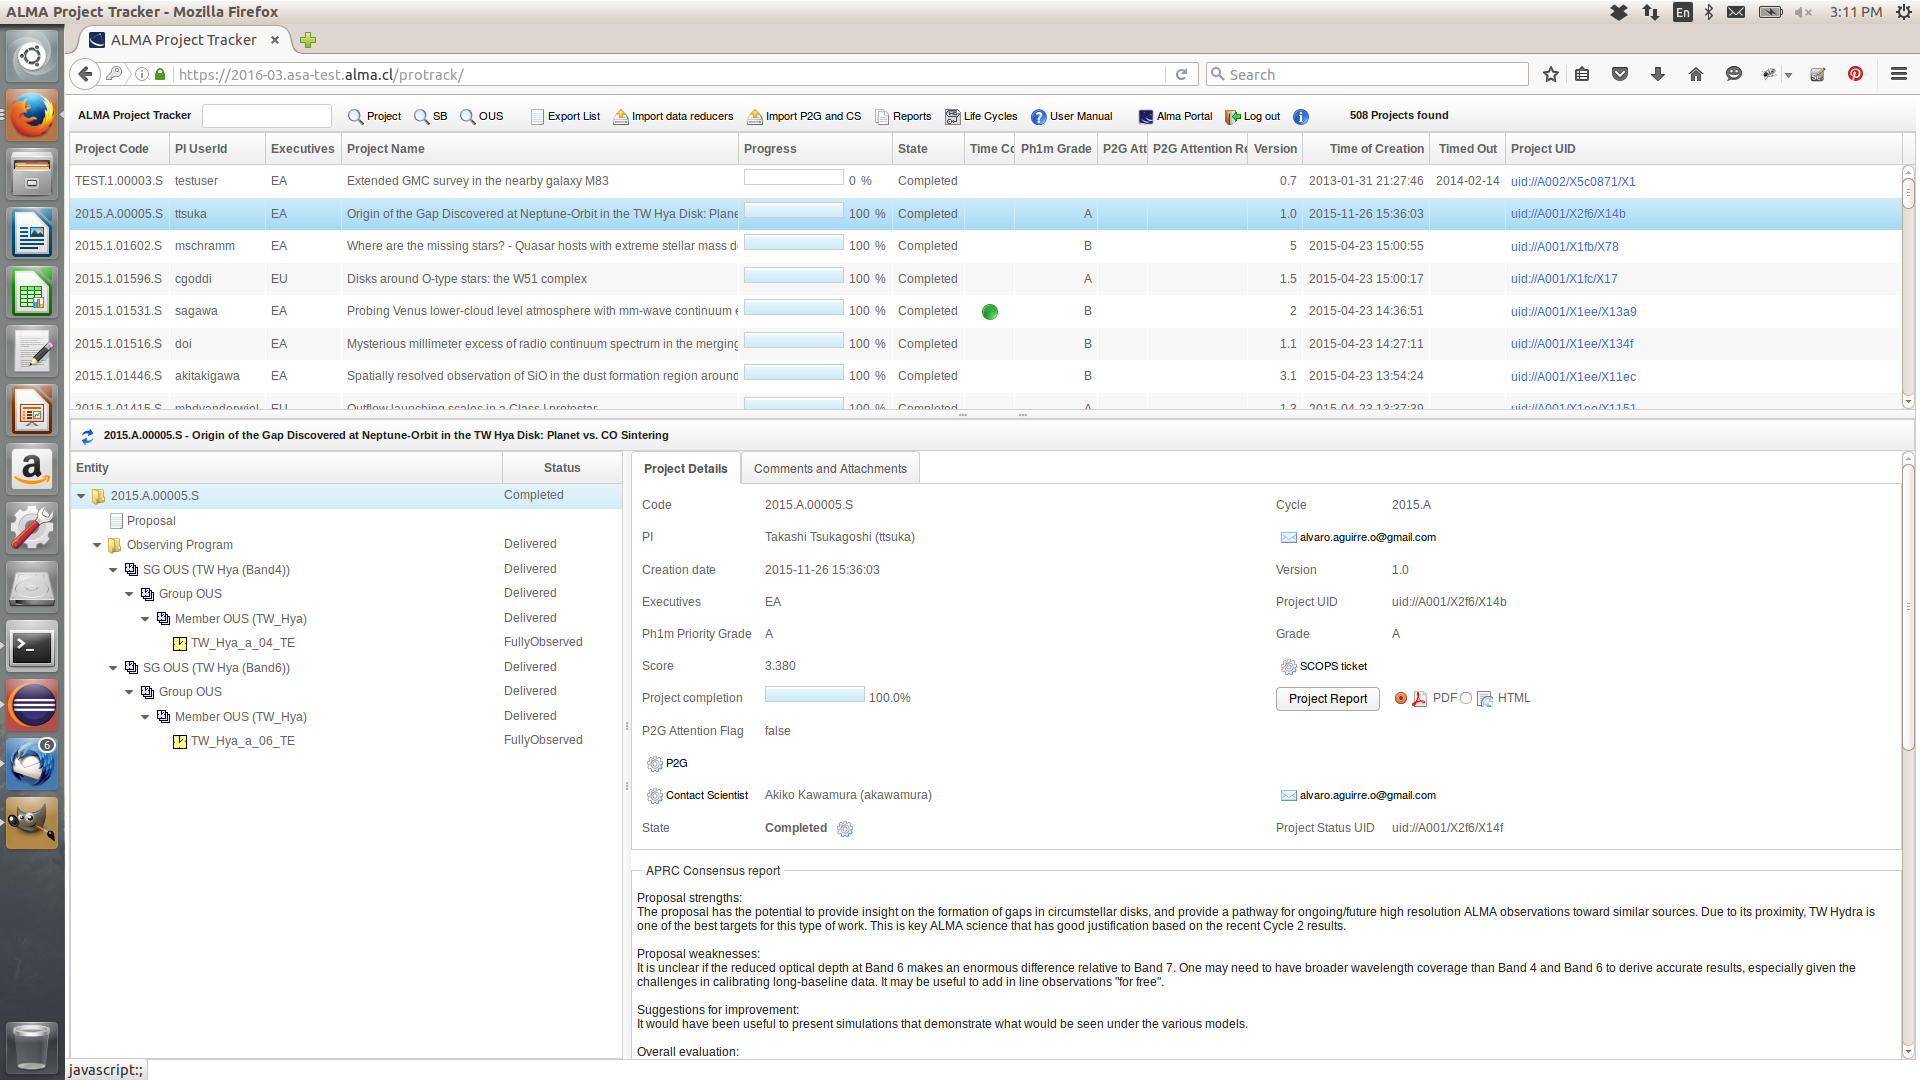 ALMA Project Tracker - Mozilla Firefox
En
3:11 PM
ALMA Project Tracker
https://2016-03.asa-test.alma.cl/protrack/
Search
ALMA Project Tracker
Project SB OUS Export List Import data reducers Import P2G and CS Reports Life Cycles User Manual Alma Portal Log out 508 Projects found
Project Code PI UserId Executives Project Name Progress State Time Co Ph1m Grade P2G Att P2G Attention Re Version Time of Creation Timed Out Project UID
TEST.1.00003.S testuser EA Extended GMC survey in the nearby galaxy M83 0 % Completed 0.7 2013-01-31 21:27:46 2014-02-14 uid://A002/X5c0871/X1
2015.A.00005.S ttsuka EA Origin of the Gap Discovered at Neptune-Orbit in the TW Hya Disk: Plane 100 % Completed A 1.0 2015-11-26 15:36:03 uid://A001/X2f6/X14b
2015.1.01602.S mschramm EA Where are the missing stars? - Quasar hosts with extreme stellar mass d 100 % Completed B 5 2015-04-23 15:00:55 uid://A001/X1fb/X78
2015.1.01596.S cgoddi EU Disks around O-type stars: the W51 complex 100 % Completed A 1.5 2015-04-23 15:00:17 uid://A001/X1fc/X17
2015.1.01531.S sagawa EA Probing Venus lower-cloud level atmosphere with mm-wave continuum e 100 % Completed B 2 2015-04-23 14:36:51 uid://A001/X1ee/X13a9
2015.1.01516.S doi EA Mysterious millimeter excess of radio continuum spectrum in the merging 100 % Completed B 1.1 2015-04-23 14:27:11 uid://A001/X1ee/X134f
2015.1.01446.S akitakigawa EA Spatially resolved observation of SiO in the dust formation region around 100 % Completed B 3.1 2015-04-23 13:54:24 uid://A001/X1ee/X11ec
2015.1.01415.S mhdvanderwiel EU Outflow launching scales in a Class I protostar 100 % Completed A 1.3 2015-04-23 13:37:39 uid://A001/X1ee/X1151
2015.A.00005.S - Origin of the Gap Discovered at Neptune-Orbit in the TW Hya Disk: Planet vs. CO Sintering
Entity Status
2015.A.00005.S Completed
Proposal
Observing Program Delivered
SG OUS (TW Hya (Band4)) Delivered
Group OUS Delivered
Member OUS (TW_Hya) Delivered
TW_Hya_a_04_TE FullyObserved
SG OUS (TW Hya (Band6)) Delivered
Group OUS Delivered
Member OUS (TW_Hya) Delivered
TW_Hya_a_06_TE FullyObserved
Project Details Comments and Attachments
Code 2015.A.00005.S Cycle 2015.A
PI Takashi Tsukagoshi (ttsuka) alvaro.aguirre.o@gmail.com
Creation date 2015-11-26 15:36:03 Version 1.0
Executives EA Project UID uid://A001/X2f6/X14b
Ph1m Priority Grade A Grade A
Score 3.380 SCOPS ticket
Project completion 100.0% Project Report PDF HTML
P2G Attention Flag false
P2G
Contact Scientist Akiko Kawamura (akawamura) alvaro.aguirre.o@gmail.com
State Completed Project Status UID uid://A001/X2f6/X14f
APRC Consensus report
Proposal strengths:
The proposal has the potential to provide insight on the formation of gaps in circumstellar disks, and provide a pathway for ongoing/future high resolution ALMA observations toward similar sources. Due to its proximity, TW Hydra is
one of the best targets for this type of work. This is key ALMA science that has good justification based on the recent Cycle 2 results.
Proposal weaknesses:
It is unclear if the reduced optical depth at Band 6 makes an enormous difference relative to Band 7. One may need to have broader wavelength coverage than Band 4 and Band 6 to derive accurate results, especially given the
challenges in calibrating long-baseline data. It may be useful to add in line observations "for free".
Suggestions for improvement:
It would have been useful to present simulations that demonstrate what would be seen under the various models.
Overall evaluation:
6
javascript:;